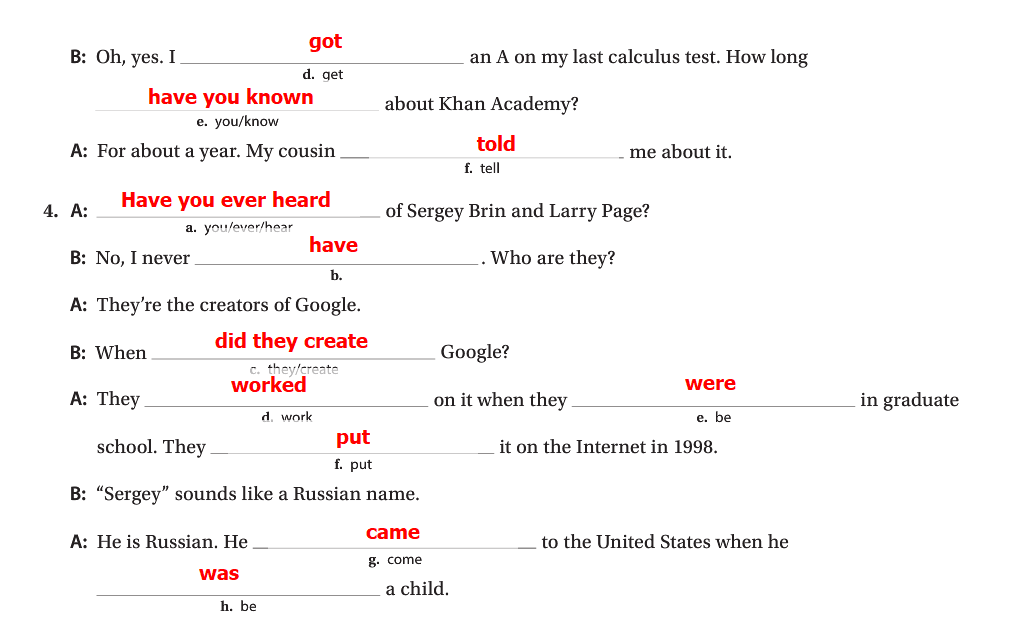 B: Oh, yes. I got an A on my last calculus test. How long
d. get
have you known about Khan Academy?
e. you/know
A: For about a year. My cousin told me about it.
f. tell
4. A: Have you ever heard of Sergey Brin and Larry Page?
a. you/ever/hear
B: No, I never have. Who are they?
b.
A: They're the creators of Google.
B: When did they create Google?
c. they/create
A: They worked on it when they were in graduate
d. work e. be
school. They put it on the Internet in 1998.
f. put
B: “Sergey” sounds like a Russian name.
A: He is Russian. He came to the United States when he
g. come
was a child.
h. be